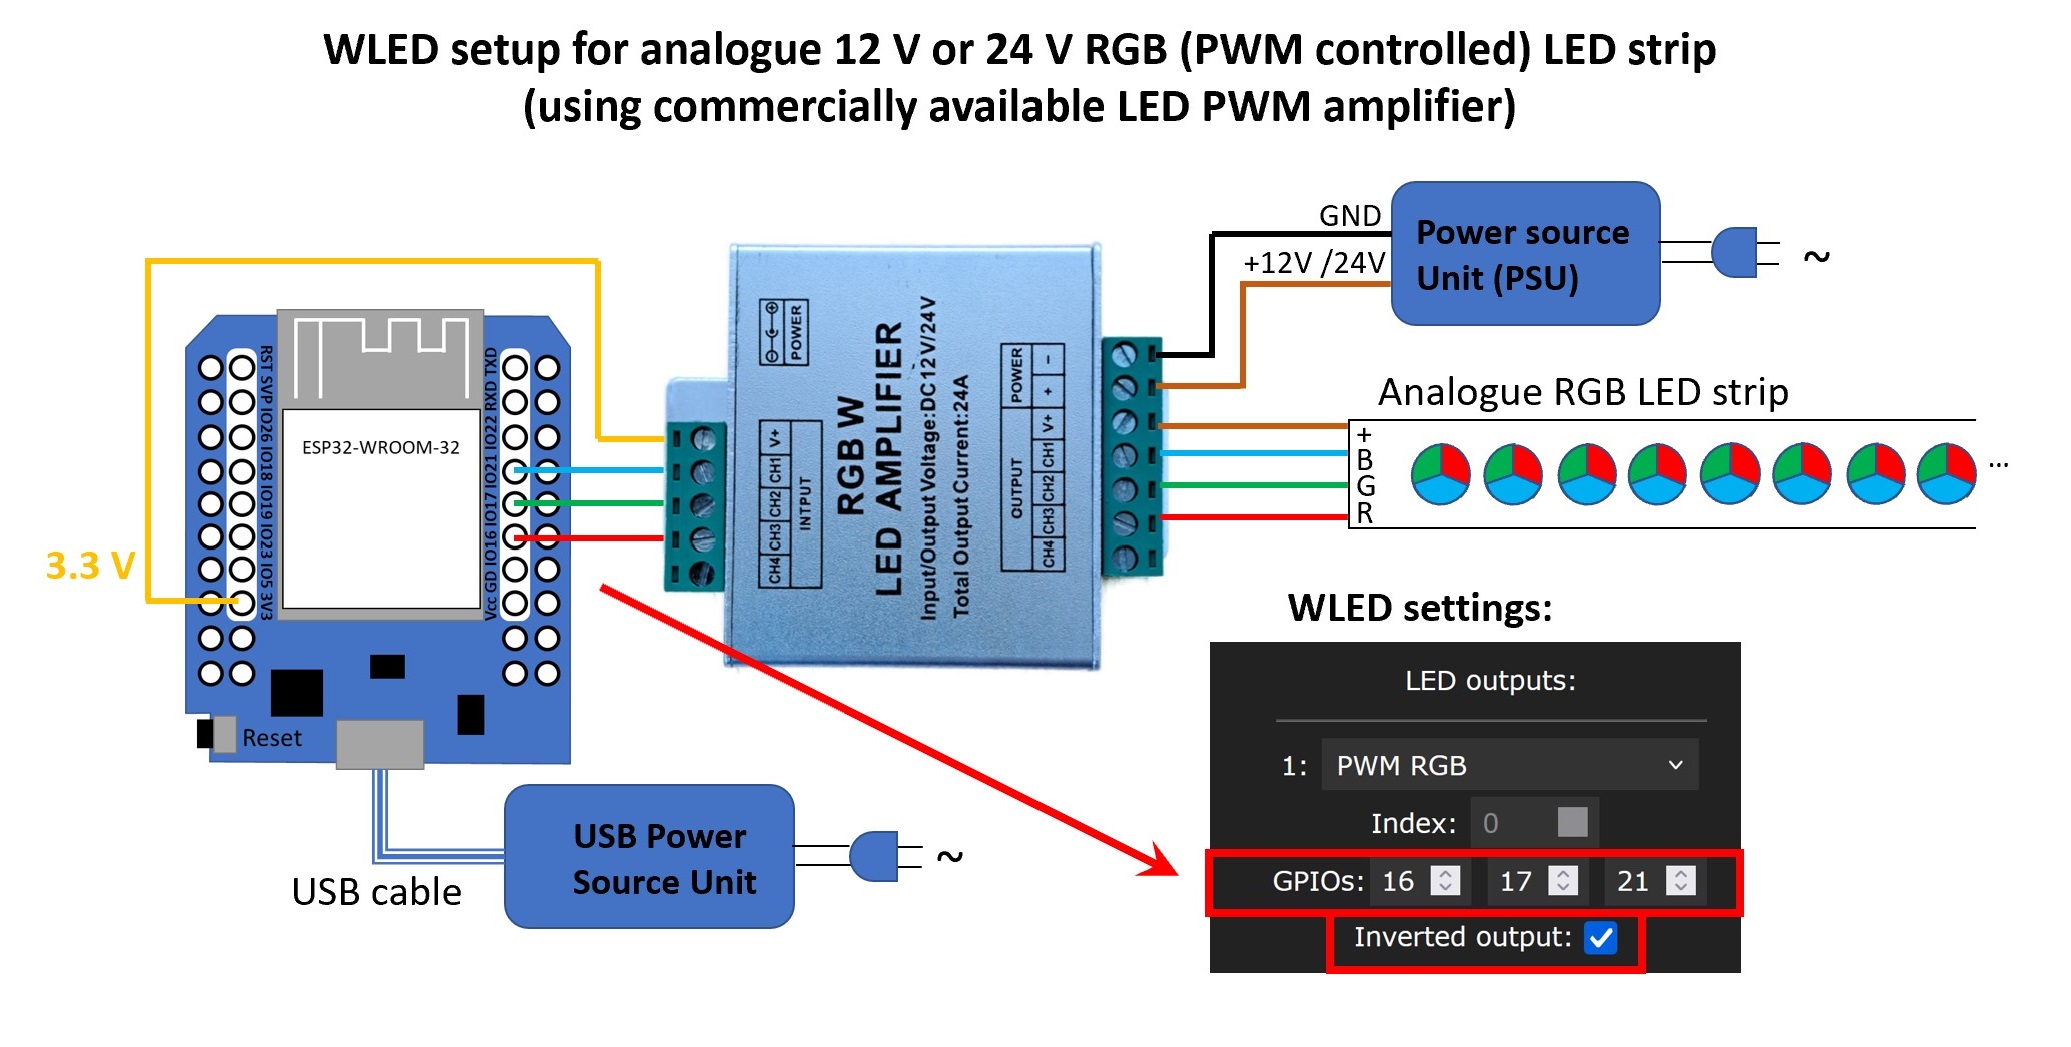 WLED setup for analogue 12 V or 24 V RGB (PWM controlled) LED strip
(using commercially available LED PWM amplifier)
GND
+12V /24V
Power source
Unit (PSU)
~
3.3 V
RST SVP IO26 IO18 IO19 IO23 IO5 3V3
ESP32-WROOM-32
Vcc GD IO16 IO17 IO21 IO22 RXD TXD
Reset
POWER
V+
CH1
CH2
CH3
CH4
INTPUT
RGBW
LED AMPLIFIER
Input/Output Voltage:DC12V/24V
Total Output Current:24A
POWER
−
+
OUTPUT
V+
CH1
CH2
CH3
CH4
Analogue RGB LED strip
+
B
G
R
...
USB cable
USB Power
Source Unit
~
WLED settings:
LED outputs:
1: PWM RGB
Index: 0
GPIOs: 16 17 21
Inverted output: